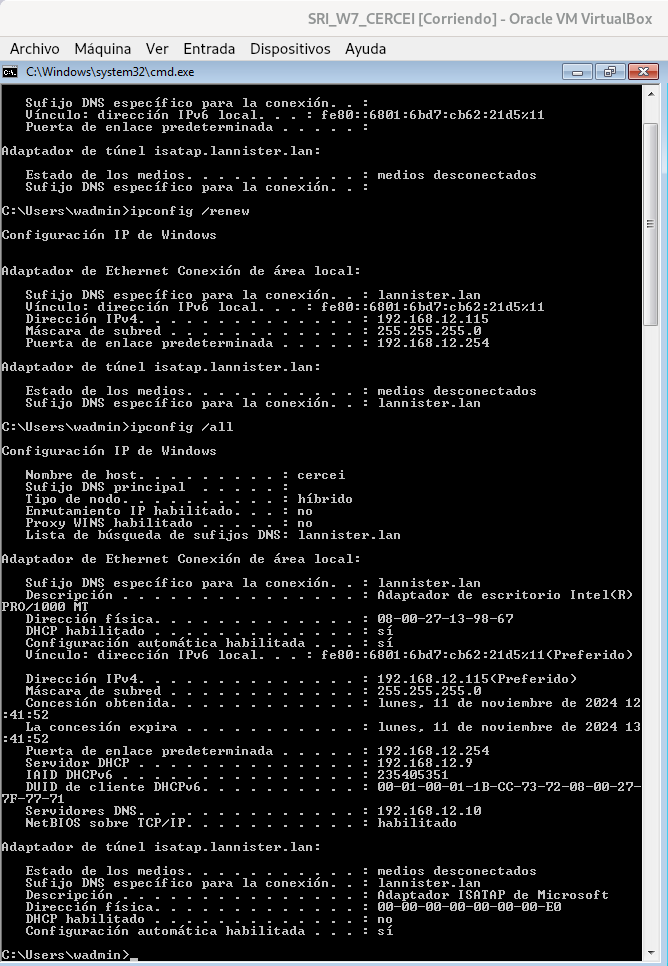 SRI_W7_CERCEI [Corriendo] - Oracle VM VirtualBox
Archivo Máquina Ver Entrada Dispositivos Ayuda
C:\Windows\system32\cmd.exe
Sufijo DNS específico para la conexión. . :
Vínculo: dirección IPv6 local. . . : fe80::6801:6bd7:cb62:21d5%11
Puerta de enlace predeterminada . . . . . :
Adaptador de túnel isatap.lannister.lan:
Estado de los medios. . . . . . . . . . . : medios desconectados
Sufijo DNS específico para la conexión. . :
C:\Users\wadmin>ipconfig /renew
Configuración IP de Windows
Adaptador de Ethernet Conexión de área local:
Sufijo DNS específico para la conexión. . : lannister.lan
Vínculo: dirección IPv6 local. . . : fe80::6801:6bd7:cb62:21d5%11
Dirección IPv4. . . . . . . . . . . . . . : 192.168.12.115
Máscara de subred . . . . . . . . . . . . : 255.255.255.0
Puerta de enlace predeterminada . . . . . : 192.168.12.254
Adaptador de túnel isatap.lannister.lan:
Estado de los medios. . . . . . . . . . . : medios desconectados
Sufijo DNS específico para la conexión. . : lannister.lan
C:\Users\wadmin>ipconfig /all
Configuración IP de Windows
Nombre de host. . . . . . . . . : cercei
Sufijo DNS principal  . . . . . :
Tipo de nodo. . . . . . . . . . : híbrido
Enrutamiento IP habilitado. . . : no
Proxy WINS habilitado . . . . . : no
Lista de búsqueda de sufijos DNS: lannister.lan
Adaptador de Ethernet Conexión de área local:
Sufijo DNS específico para la conexión. . : lannister.lan
Descripción . . . . . . . . . . . . . . . : Adaptador de escritorio Intel(R)
PRO/1000 MT
Dirección física. . . . . . . . . . . . . : 08-00-27-13-98-67
DHCP habilitado . . . . . . . . . . . . . : sí
Configuración automática habilitada . . . : sí
Vínculo: dirección IPv6 local. . . : fe80::6801:6bd7:cb62:21d5%11(Preferido)
Dirección IPv4. . . . . . . . . . . . . . : 192.168.12.115(Preferido)
Máscara de subred . . . . . . . . . . . . : 255.255.255.0
Concesión obtenida. . . . . . . . . . . . : lunes, 11 de noviembre de 2024 12
:41:52
La concesión expira . . . . . . . . . . . : lunes, 11 de noviembre de 2024 13
:41:52
Puerta de enlace predeterminada . . . . . : 192.168.12.254
Servidor DHCP . . . . . . . . . . . . . . : 192.168.12.9
IAID DHCPv6 . . . . . . . . . . . . . . . : 235405351
DUID de cliente DHCPv6. . . . . . . . . . : 00-01-00-01-1B-CC-73-72-08-00-27-
7F-77-71
Servidores DNS. . . . . . . . . . . . . . : 192.168.12.10
NetBIOS sobre TCP/IP. . . . . . . . . . . : habilitado
Adaptador de túnel isatap.lannister.lan:
Estado de los medios. . . . . . . . . . . : medios desconectados
Sufijo DNS específico para la conexión. . : lannister.lan
Descripción . . . . . . . . . . . . . . . : Adaptador ISATAP de Microsoft
Dirección física. . . . . . . . . . . . . : 00-00-00-00-00-00-00-E0
DHCP habilitado . . . . . . . . . . . . . : no
Configuración automática habilitada . . . : sí
C:\Users\wadmin>_